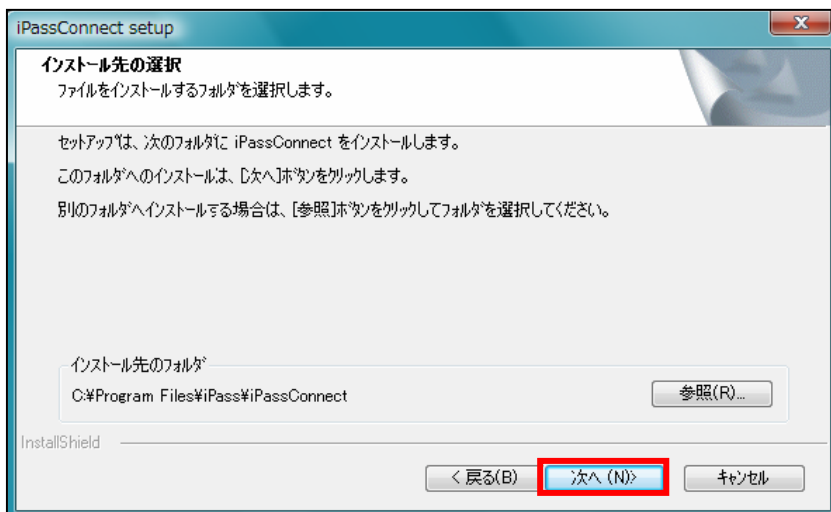 iPassConnect setup
インストール先の選択
ファイルをインストールするフォルダを選択します。
セットアップは、次のフォルダに iPassConnect をインストールします。
このフォルダへのインストールは、[次へ]ボタンをクリックします。
別のフォルダへインストールする場合は、[参照]ボタンをクリックしてフォルダを選択してください。
インストール先のフォルダ
C:¥Program Files¥iPass¥iPassConnect
参照(R)...
InstallShield
< 戻る(B)
次へ (N)>
キャンセル